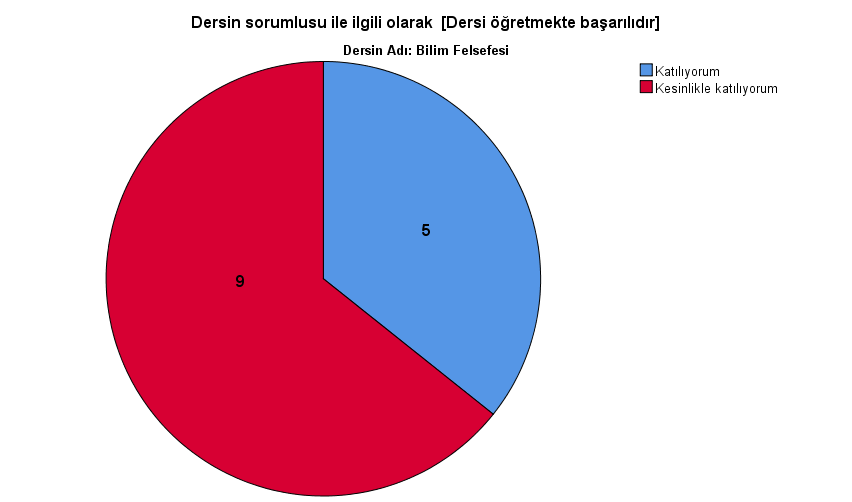 Dersin sorumlusu ile ilgili olarak [Dersi öğretmekte başarılıdır]
Dersin Adı: Bilim Felsefesi
Katılıyorum
Kesinlikle katılıyorum
5
9